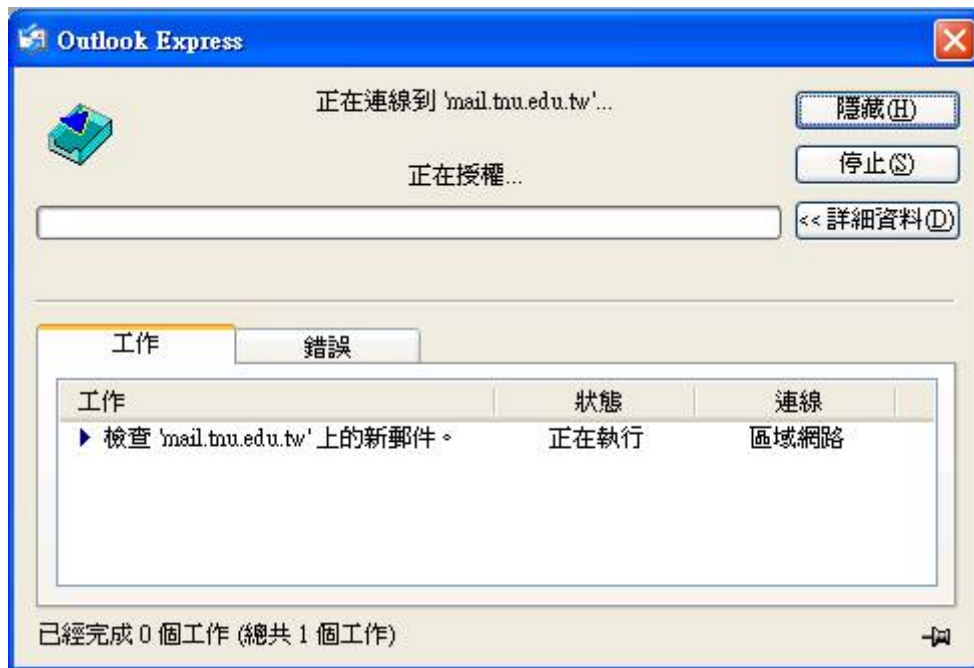 Outlook Express
正在連線到 'mail.tnu.edu.tw'...
隱藏(H)
正在授權...
停止(S)
<< 詳細資料(D)
工作 錯誤
工作 狀態 連線
檢查 'mail.tnu.edu.tw' 上的新郵件。 正在執行 區域網路
已經完成 0 個工作 (總共 1 個工作)